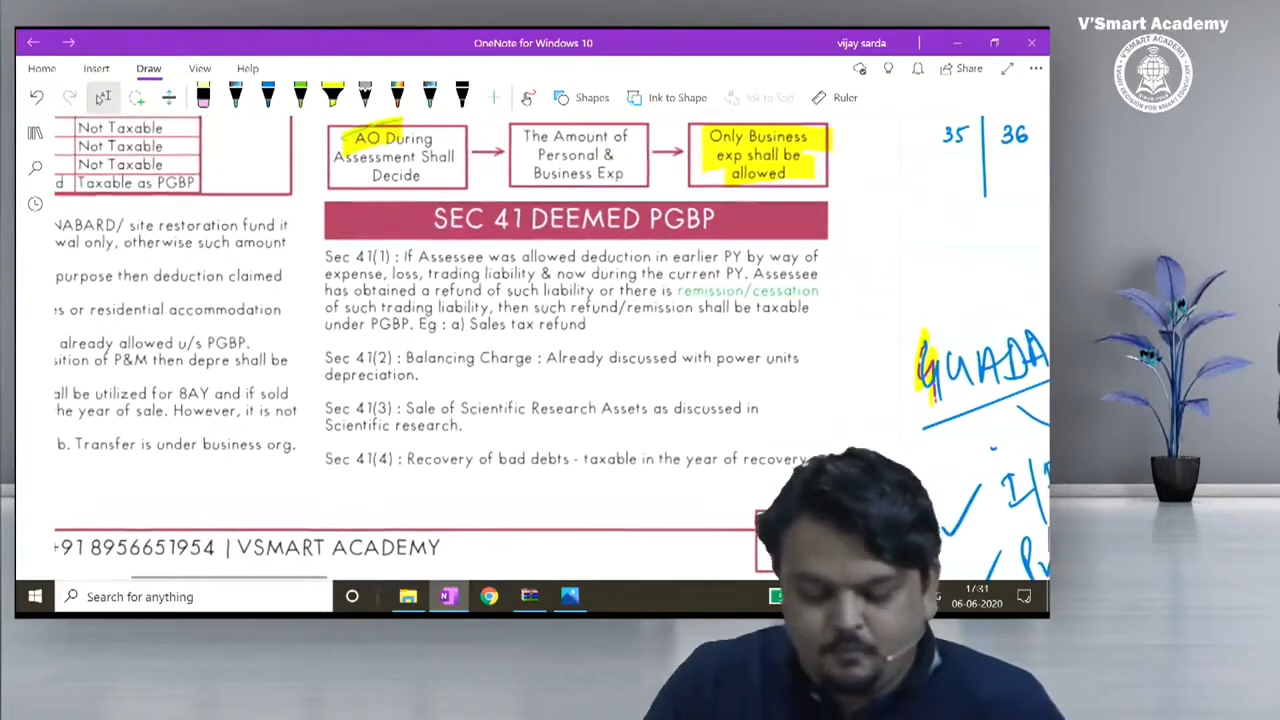 V'Smart Academy
OneNote for Windows 10
vijay sarda
Home Insert Draw View Help
Share
Shapes Ink to Shape Ink to Text Ruler
Not Taxable
Not Taxable
Not Taxable
d Taxable as PGBP
NABARD/ site restoration fund it
wal only, otherwise such amount
purpose then deduction claimed
es or residential accommodation
already allowed u/s PGBP.
sition of P&M then depre shall be
all be utilized for 8AY and if sold
he year of sale. However, it is not
b. Transfer is under business org.
AO During
Assessment Shall
Decide
The Amount of
Personal &
Business Exp
Only Business
exp shall be
allowed
SEC 41 DEEMED PGBP
Sec 41(1) : If Assessee was allowed deduction in earlier PY by way of
expense, loss, trading liability & now during the current PY. Assessee
has obtained a refund of such liability or there is remission/cessation
of such trading liability, then such refund/remission shall be taxable
under PGBP. Eg : a) Sales tax refund
Sec 41(2) : Balancing Charge : Already discussed with power units
depreciation.
Sec 41(3) : Sale of Scientific Research Assets as discussed in
Scientific research.
Sec 41(4) : Recovery of bad debts - taxable in the year of recovery
35 36
+91 8956651954 | VSMART ACADEMY
Search for anything
17:31
06-06-2020